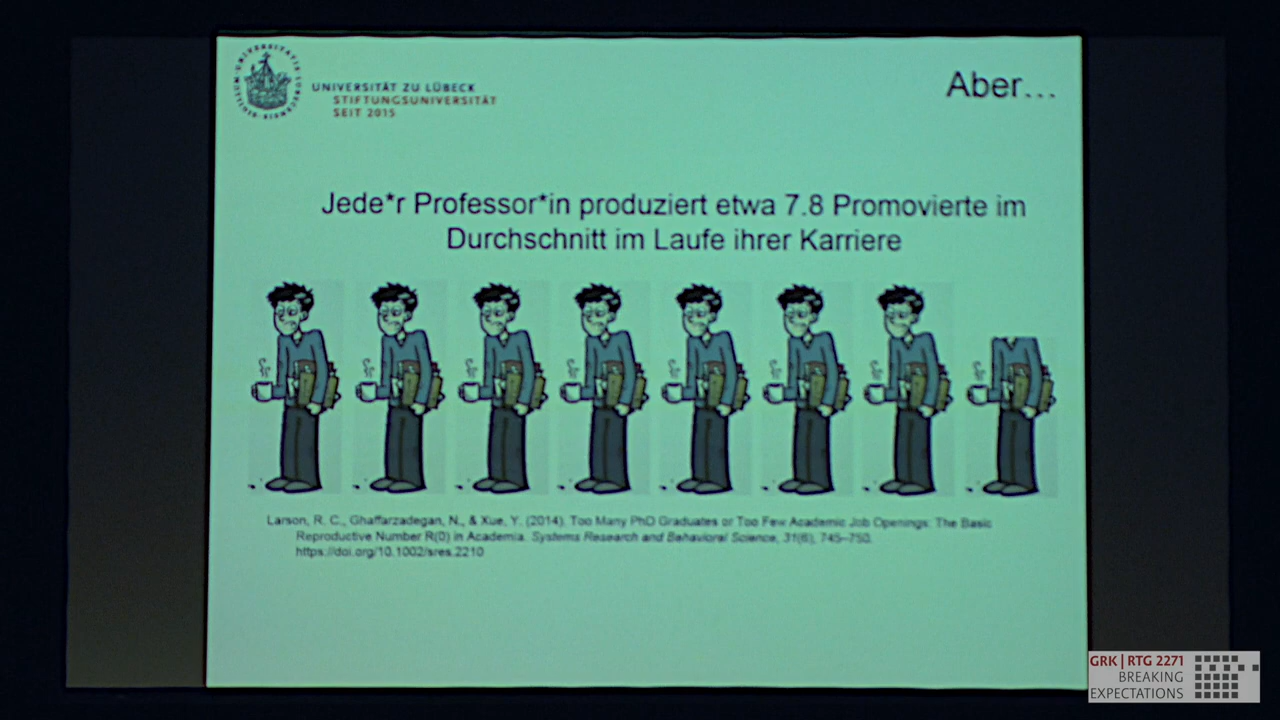 UNIVERSITÄT ZU LÜBECK
STIFTUNGSUNIVERSITÄT
SEIT 2015
Aber...
Jede*r Professor*in produziert etwa 7.8 Promovierte im
Durchschnitt im Laufe ihrer Karriere
Larson, R. C., Ghaffarzadegan, N., & Xue, Y. (2014). Too Many PhD Graduates or Too Few Academic Job Openings: The Basic
Reproductive Number R(0) in Academia. Systems Research and Behavioral Science, 31(6), 745–750.
https://doi.org/10.1002/sres.2210
GRK | RTG 2271
BREAKING
EXPECTATIONS